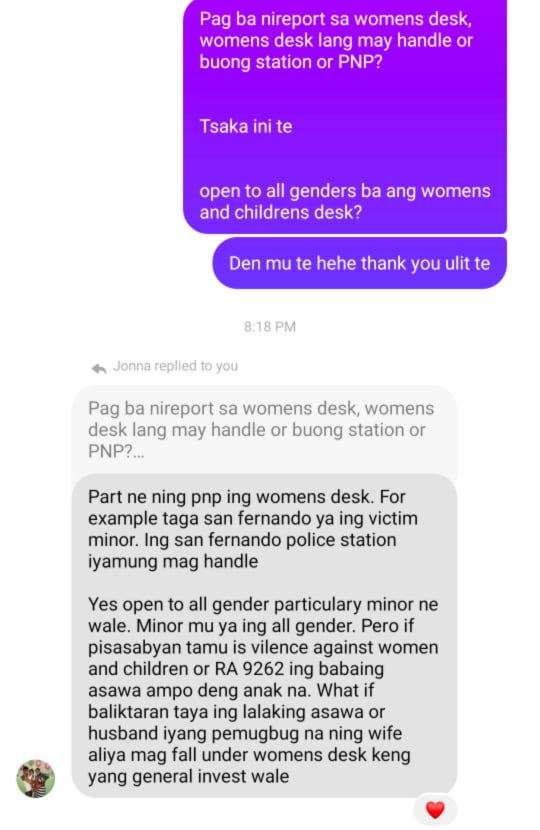 Pag ba nireport sa womens desk,
womens desk lang may handle or
buong station or PNP?
Tsaka ini te
open to all genders ba ang womens
and childrens desk?
Den mu te hehe thank you ulit te
8:18 PM
Jonna replied to you
Pag ba nireport sa womens desk, womens
desk lang may handle or buong station or
PNP?...
Part ne ning pnp ing womens desk. For
example taga san fernando ya ing victim
minor. Ing san fernando police station
iyamung mag handle
Yes open to all gender particulary minor ne
wale. Minor mu ya ing all gender. Pero if
pisasabyan tamu is vilence against women
and children or RA 9262 ing babaing
asawa ampo deng anak na. What if
baliktaran taya ing lalaking asawa or
husband iyang pemugbug na ning wife
aliya mag fall under womens desk keng
yang general invest wale